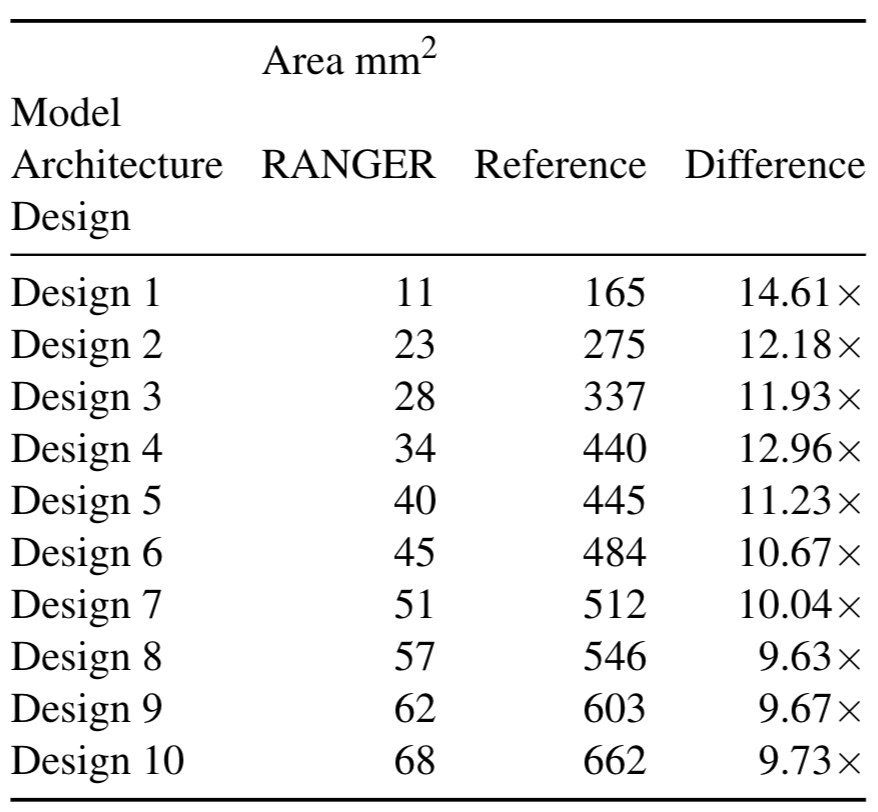 Area mm²
Model
Architecture RANGER Reference Difference
Design
Design 1 11 165 14.61×
Design 2 23 275 12.18×
Design 3 28 337 11.93×
Design 4 34 440 12.96×
Design 5 40 445 11.23×
Design 6 45 484 10.67×
Design 7 51 512 10.04×
Design 8 57 546 9.63×
Design 9 62 603 9.67×
Design 10 68 662 9.73×